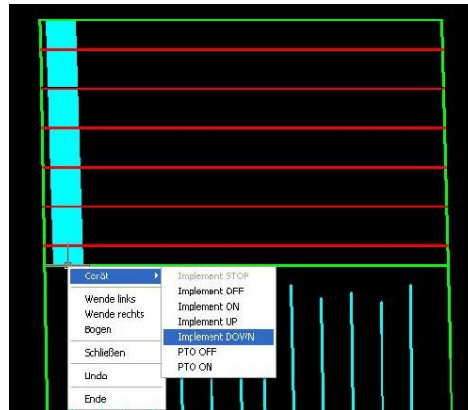 Gerät
Wende links
Wende rechts
Bogen
Schließen
Undo
Ende
Implement STOP
Implement OFF
Implement ON
Implement UP
Implement DOWN
PTO OFF
PTO ON